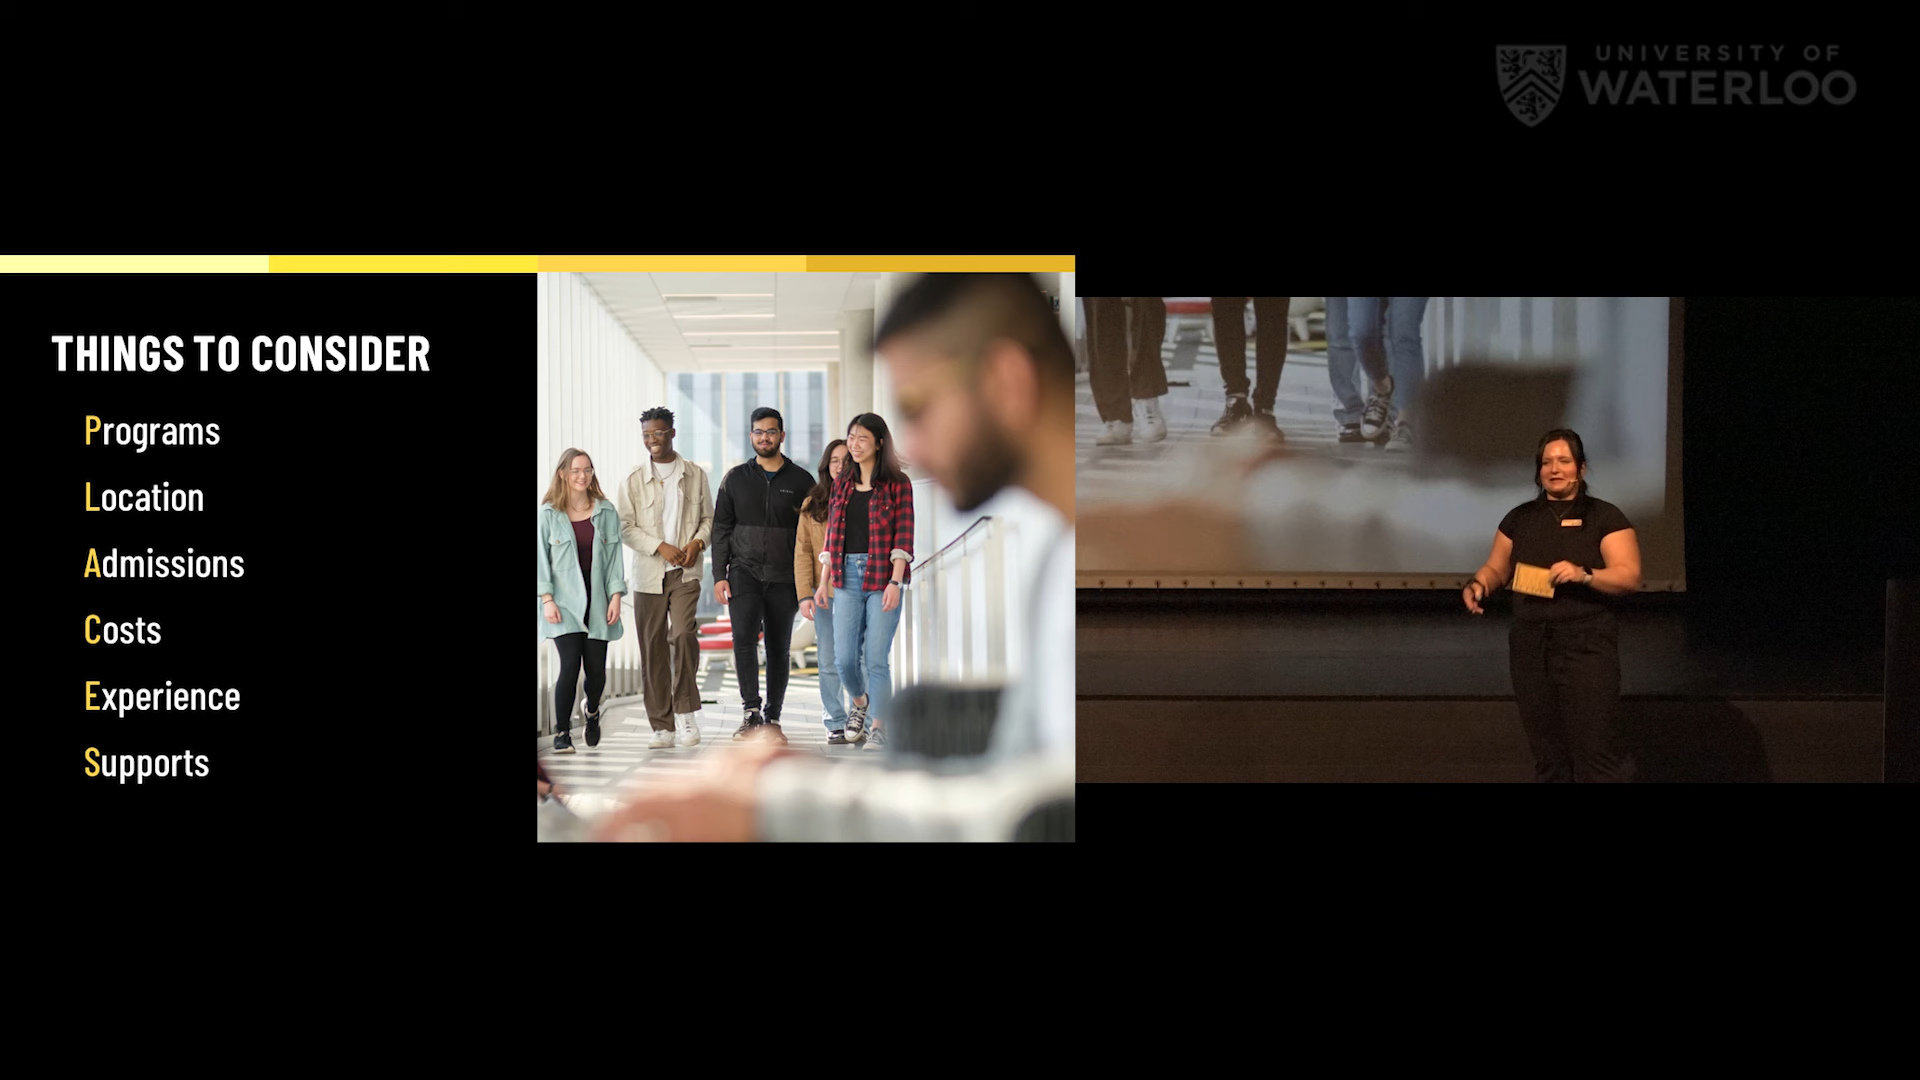 UNIVERSITY OF
WATERLOO
THINGS TO CONSIDER
Programs
Location
Admissions
Costs
Experience
Supports